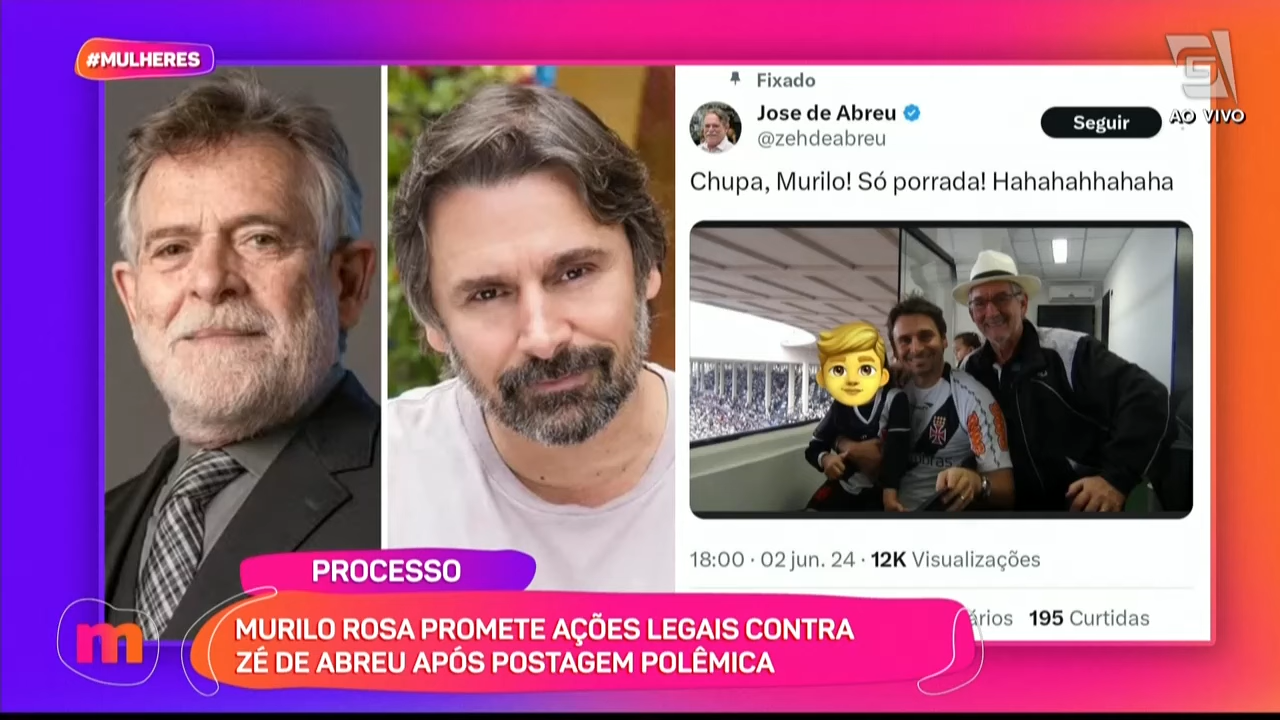 #MULHERES
AO VIVO
Fixado
Jose de Abreu
@zehdeabreu
Seguir
Chupa, Murilo! Só porrada! Hahahahhahaha
18:00 · 02 jun. 24 · 12K Visualizações
195 Curtidas
PROCESSO
m
MURILO ROSA PROMETE AÇÕES LEGAIS CONTRA
ZÉ DE ABREU APÓS POSTAGEM POLÊMICA